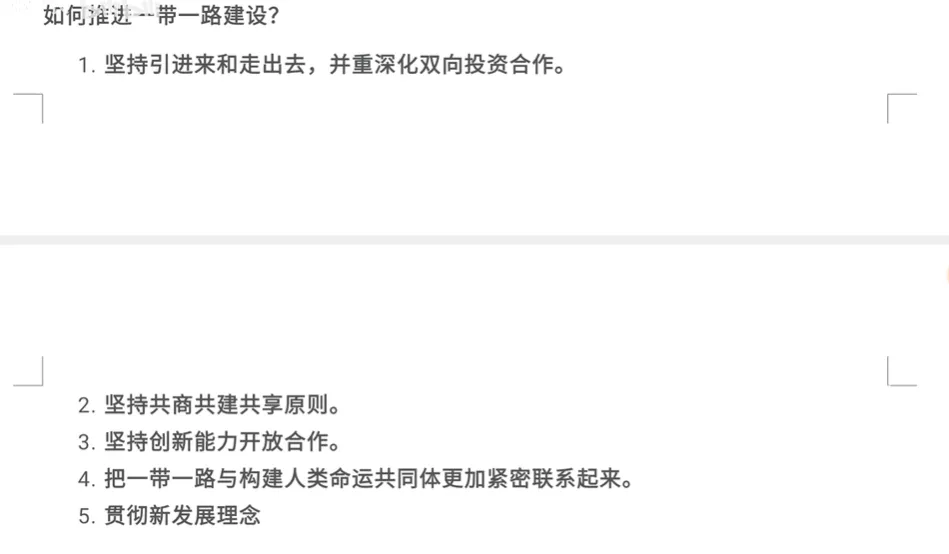 如何推进一带一路建设？
1. 坚持引进来和走出去，并重深化双向投资合作。
2. 坚持共商共建共享原则。
3. 坚持创新能力开放合作。
4. 把一带一路与构建人类命运共同体更加紧密联系起来。
5. 贯彻新发展理念